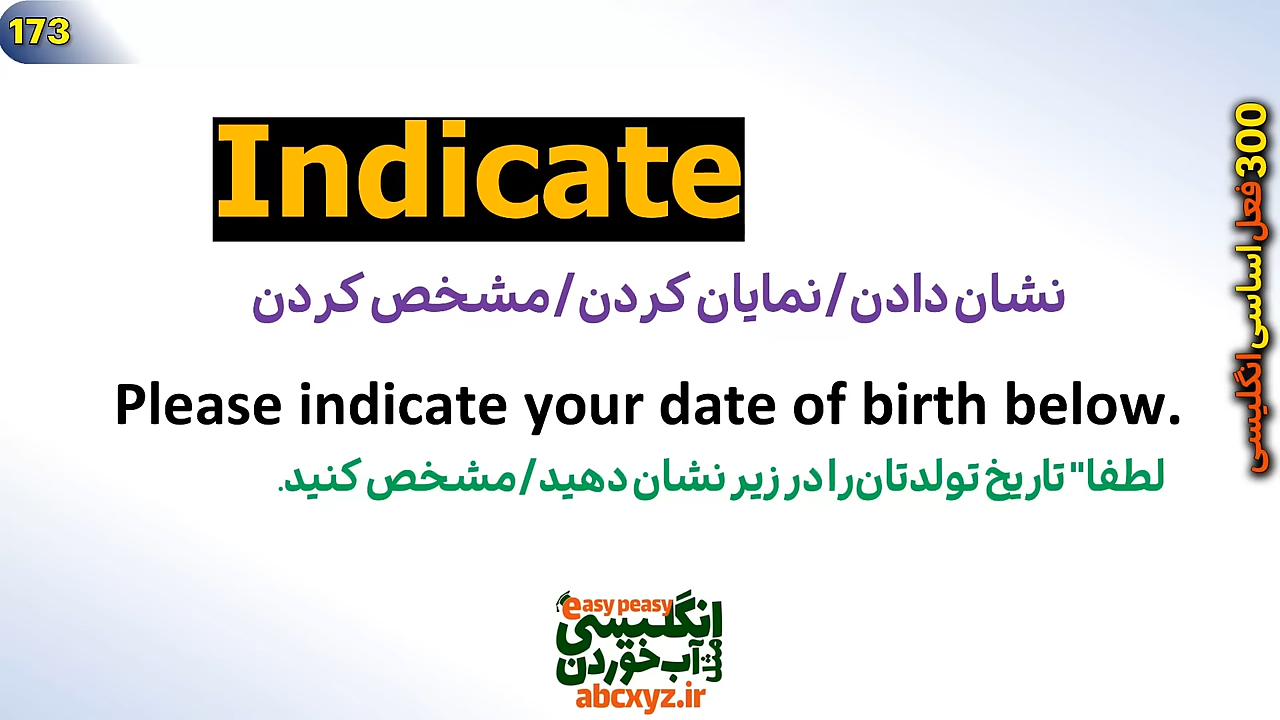 173
Indicate
نشان دادن/نمایان کردن/مشخص کردن
Please indicate your date of birth below.
لطفا" تاریخ تولدتان را در زیر نشان دهید/مشخص کنید.
300 فعل اساسی انگلیسی
easy peasy
انگلیسی
مثل
آب خوردن
abcxyz.ir